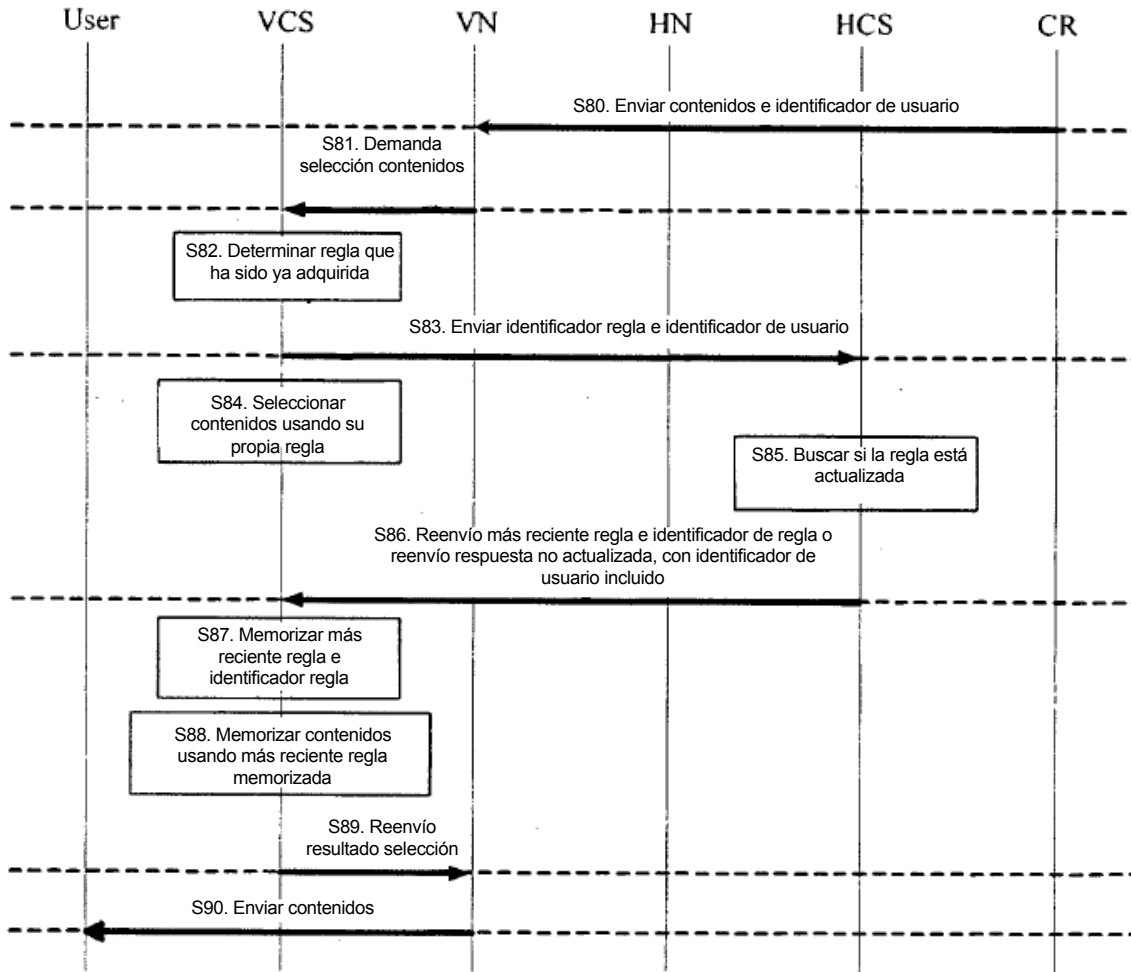 User VCS VN HN HCS CR
S80. Enviar contenidos e identificador de usuario
S81. Demanda
selección contenidos
S82. Determinar regla que
ha sido ya adquirida
S83. Enviar identificador regla e identificador de usuario
S84. Seleccionar
contenidos usando su
propia regla
S85. Buscar si la regla está
actualizada
S86. Reenvío más reciente regla e identificador de regla o
reenvío respuesta no actualizada, con identificador de
usuario incluido
S87. Memorizar más
reciente regla e
identificador regla
S88. Memorizar contenidos
usando más reciente regla
memorizada
S89. Reenvío
resultado selección
S90. Enviar contenidos